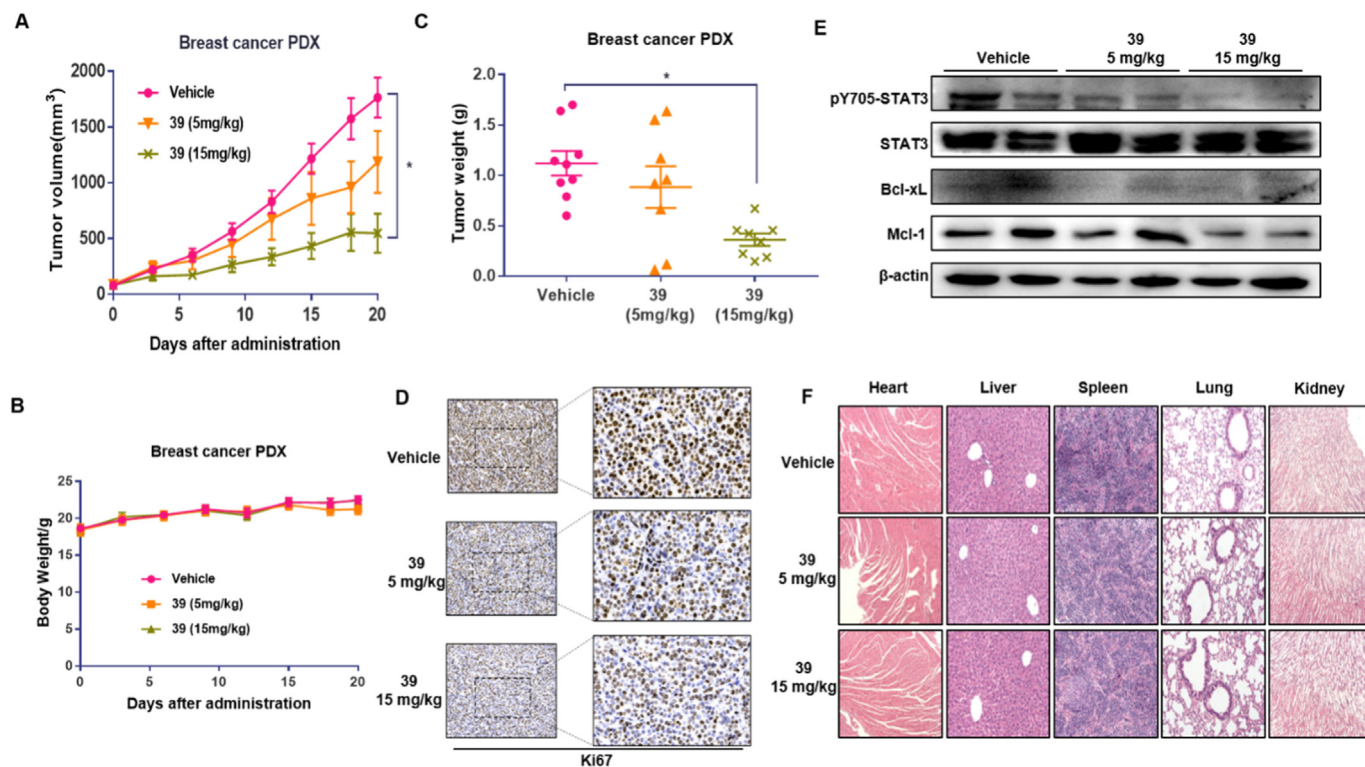 A
Breast cancer PDX
Tumor volume(mm³)
2000
1500
1000
500
0
Vehicle
39 (5mg/kg)
39 (15mg/kg)
*
0 5 10 15 20
Days after administration
B
Breast cancer PDX
Body Weight/g
25
20
15
10
5
0
Vehicle
39 (5mg/kg)
39 (15mg/kg)
0 5 10 15 20
Days after administration
C
Breast cancer PDX
Tumor weight (g)
2.0
1.5
1.0
0.5
0.0
*
Vehicle 39 39
(5mg/kg) (15mg/kg)
D
Vehicle
39
5 mg/kg
39
15 mg/kg
Ki67
E
39 39
Vehicle 5 mg/kg 15 mg/kg
pY705-STAT3
STAT3
Bcl-xL
Mcl-1
β-actin
F
Heart Liver Spleen Lung Kidney
Vehicle
39
5 mg/kg
39
15 mg/kg